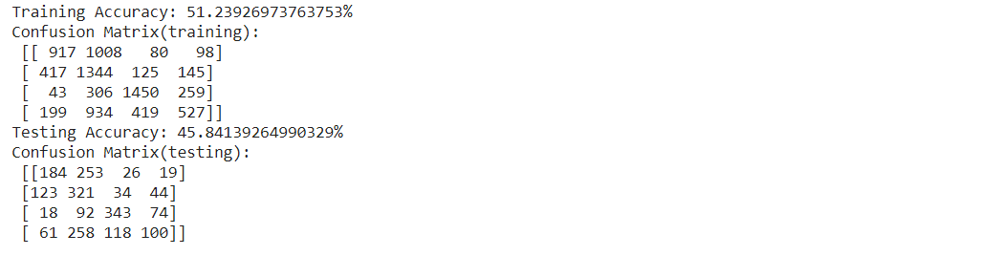 Training Accuracy: 51.23926973763753%
Confusion Matrix(training):
[[ 917 1008   80   98]
[ 417 1344  125  145]
[  43  306 1450  259]
[ 199  934  419  527]]
Testing Accuracy: 45.84139264990329%
Confusion Matrix(testing):
[[184 253  26  19]
[123 321  34  44]
[ 18  92 343  74]
[ 61 258 118 100]]